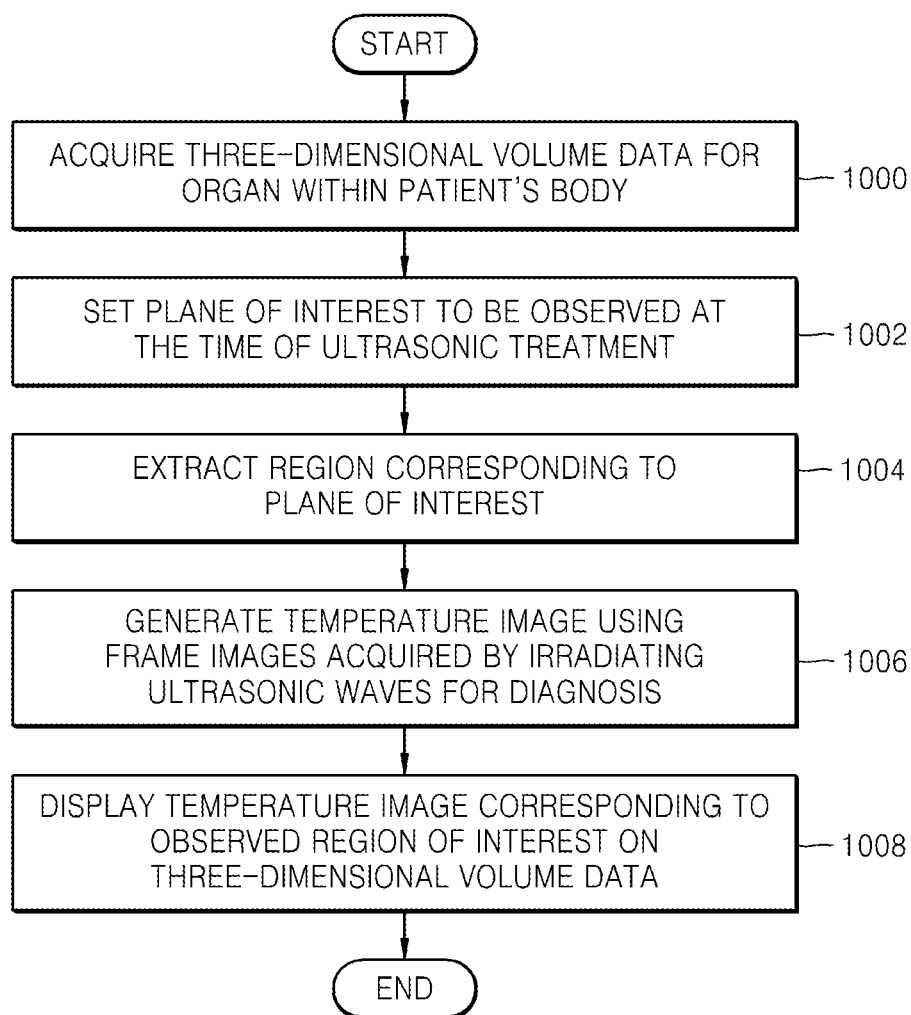 START
ACQUIRE THREE-DIMENSIONAL VOLUME DATA FOR
ORGAN WITHIN PATIENT'S BODY
1000
SET PLANE OF INTEREST TO BE OBSERVED AT
THE TIME OF ULTRASONIC TREATMENT
1002
EXTRACT REGION CORRESPONDING TO
PLANE OF INTEREST
1004
GENERATE TEMPERATURE IMAGE USING
FRAME IMAGES ACQUIRED BY IRRADIATING
ULTRASONIC WAVES FOR DIAGNOSIS
1006
DISPLAY TEMPERATURE IMAGE CORRESPONDING TO
OBSERVED REGION OF INTEREST ON
THREE-DIMENSIONAL VOLUME DATA
1008
END